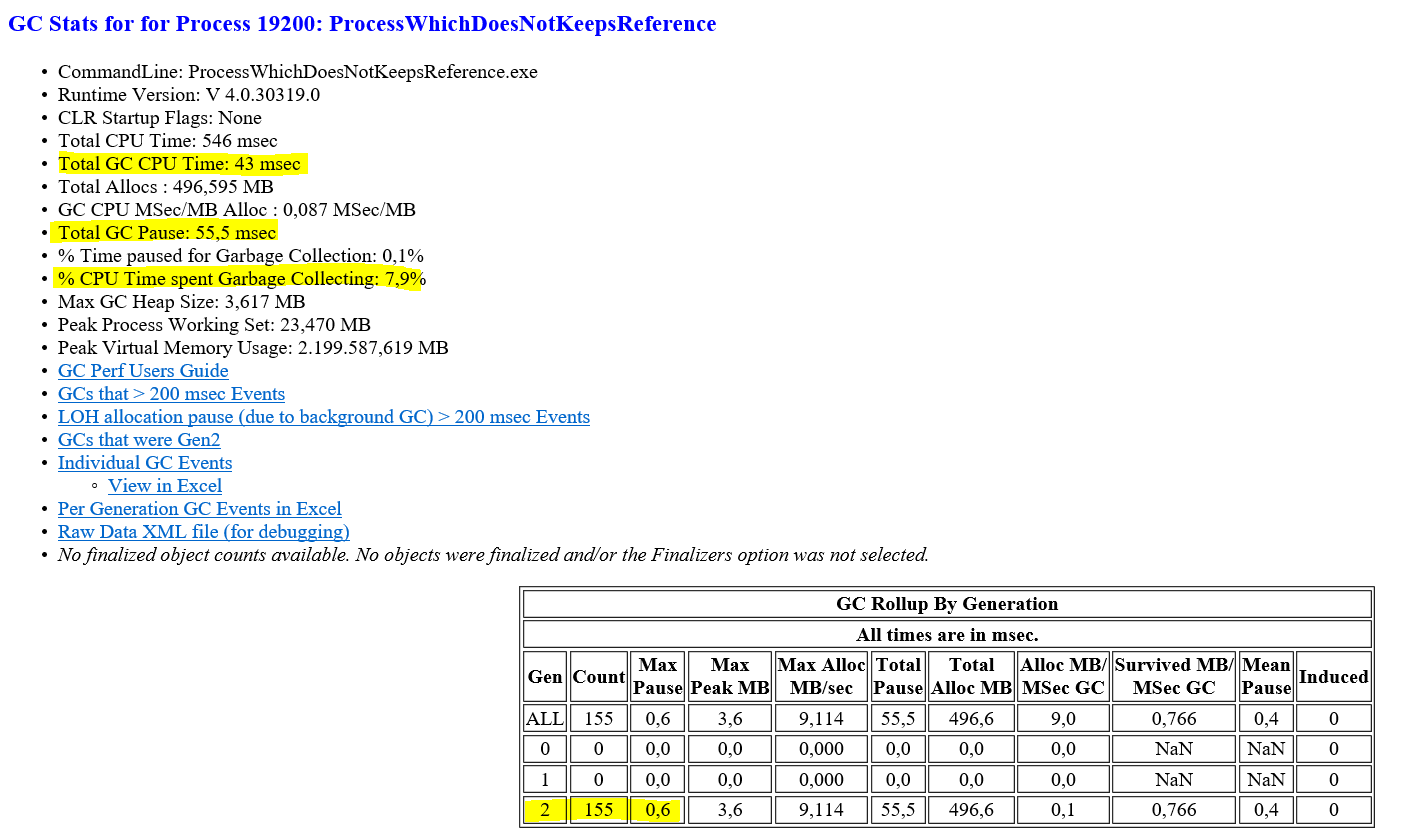 GC Stats for for Process 19200: ProcessWhichDoesNotKeepsReference
• CommandLine: ProcessWhichDoesNotKeepsReference.exe
• Runtime Version: V 4.0.30319.0
• CLR Startup Flags: None
• Total CPU Time: 546 msec
• Total GC CPU Time: 43 msec
• Total Allocs : 496,595 MB
• GC CPU MSec/MB Alloc : 0,087 MSec/MB
• Total GC Pause: 55,5 msec
• % Time paused for Garbage Collection: 0,1%
• % CPU Time spent Garbage Collecting: 7,9%
• Max GC Heap Size: 3,617 MB
• Peak Process Working Set: 23,470 MB
• Peak Virtual Memory Usage: 2.199.587,619 MB
• GC Perf Users Guide
• GCs that > 200 msec Events
• LOH allocation pause (due to background GC) > 200 msec Events
• GCs that were Gen2
• Individual GC Events
◦ View in Excel
• Per Generation GC Events in Excel
• Raw Data XML file (for debugging)
• No finalized object counts available. No objects were finalized and/or the Finalizers option was not selected.
GC Rollup By Generation
All times are in msec.
Gen Count Max Pause Max Peak MB Max Alloc MB/sec Total Pause Total Alloc MB Alloc MB/ MSec GC Survived MB/ MSec GC Mean Pause Induced
ALL 155 0,6 3,6 9,114 55,5 496,6 9,0 0,766 0,4 0
0 0 0,0 0,0 0,000 0,0 0,0 0,0 NaN NaN 0
1 0 0,0 0,0 0,000 0,0 0,0 0,0 NaN NaN 0
2 155 0,6 3,6 9,114 55,5 496,6 0,1 0,766 0,4 0